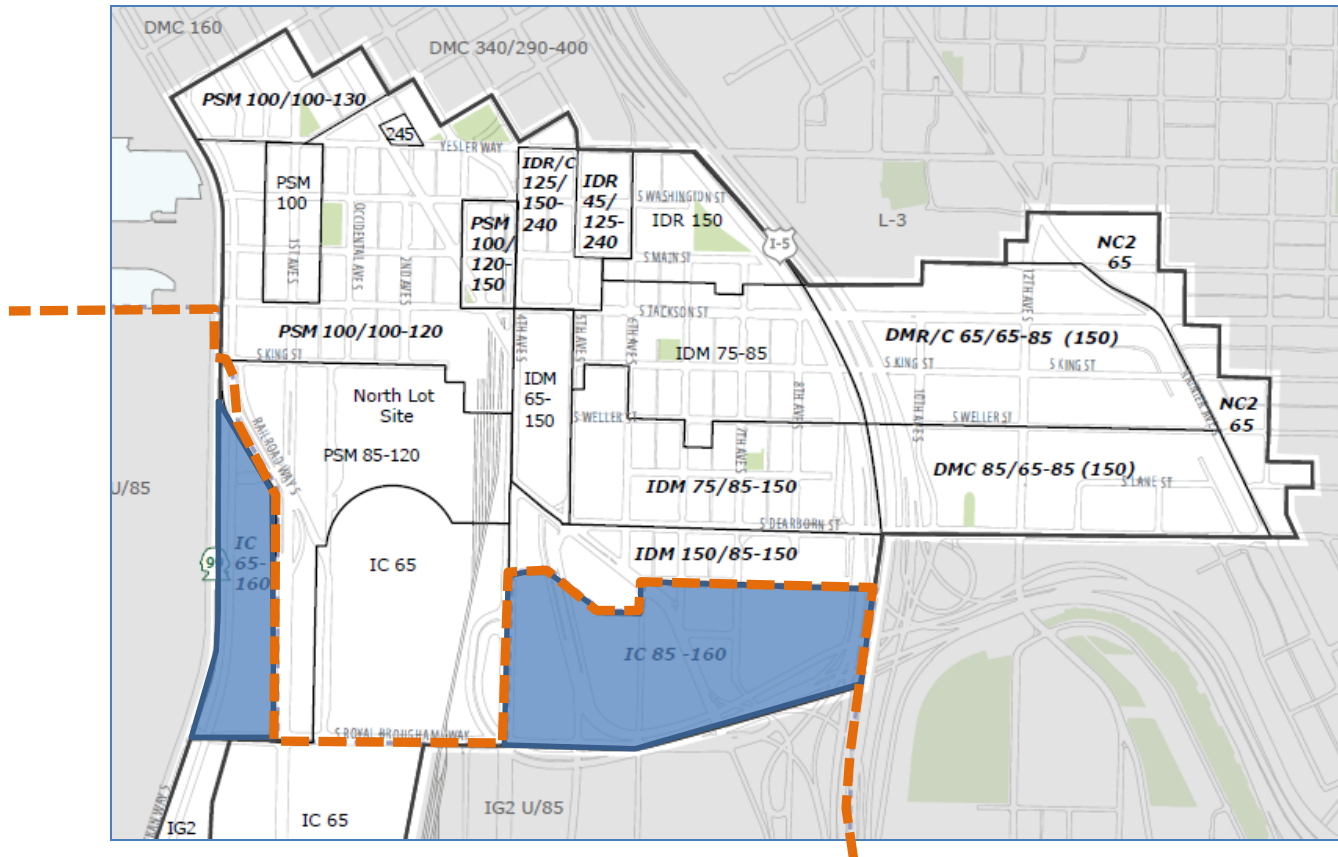 DMC 160
DMC 340/290-400
PSM 100/100-130
245
YESLER WAY
PSM
100
IDR/C
125/
150-
240
IDR
45/
125-
240
S WASHINGTON ST
IDR 150
L-3
I-5
OCCIDENTAL AVE S
1ST AVE S
2ND AVE S
PSM
100/
120-
150
S MAIN ST
NC2
65
12TH AVE S
S JACKSON ST
4TH AVE S
5TH AVE S
6TH AVE S
PSM 100/100-120
S KING ST
IDM 75-85
DMR/C 65/65-85 (150)
S KING ST
S KING ST
North Lot
Site
IDM
65-
150
8TH AVE S
10TH AVE S
RAINIER AVE S
NC2
65
S WELLER ST
S WELLER ST
RAILROAD WAY S
PSM 85-120
7TH AVE S
DMC 85/65-85 (150)
S LANE ST
U/85
IDM 75/85-150
S DEARBORN ST
IC
65-
160
99
IC 65
IDM 150/85-150
IC 85 -160
S ROYAL BROUGHAM WAY
IG2 U/85
IG2
IC 65